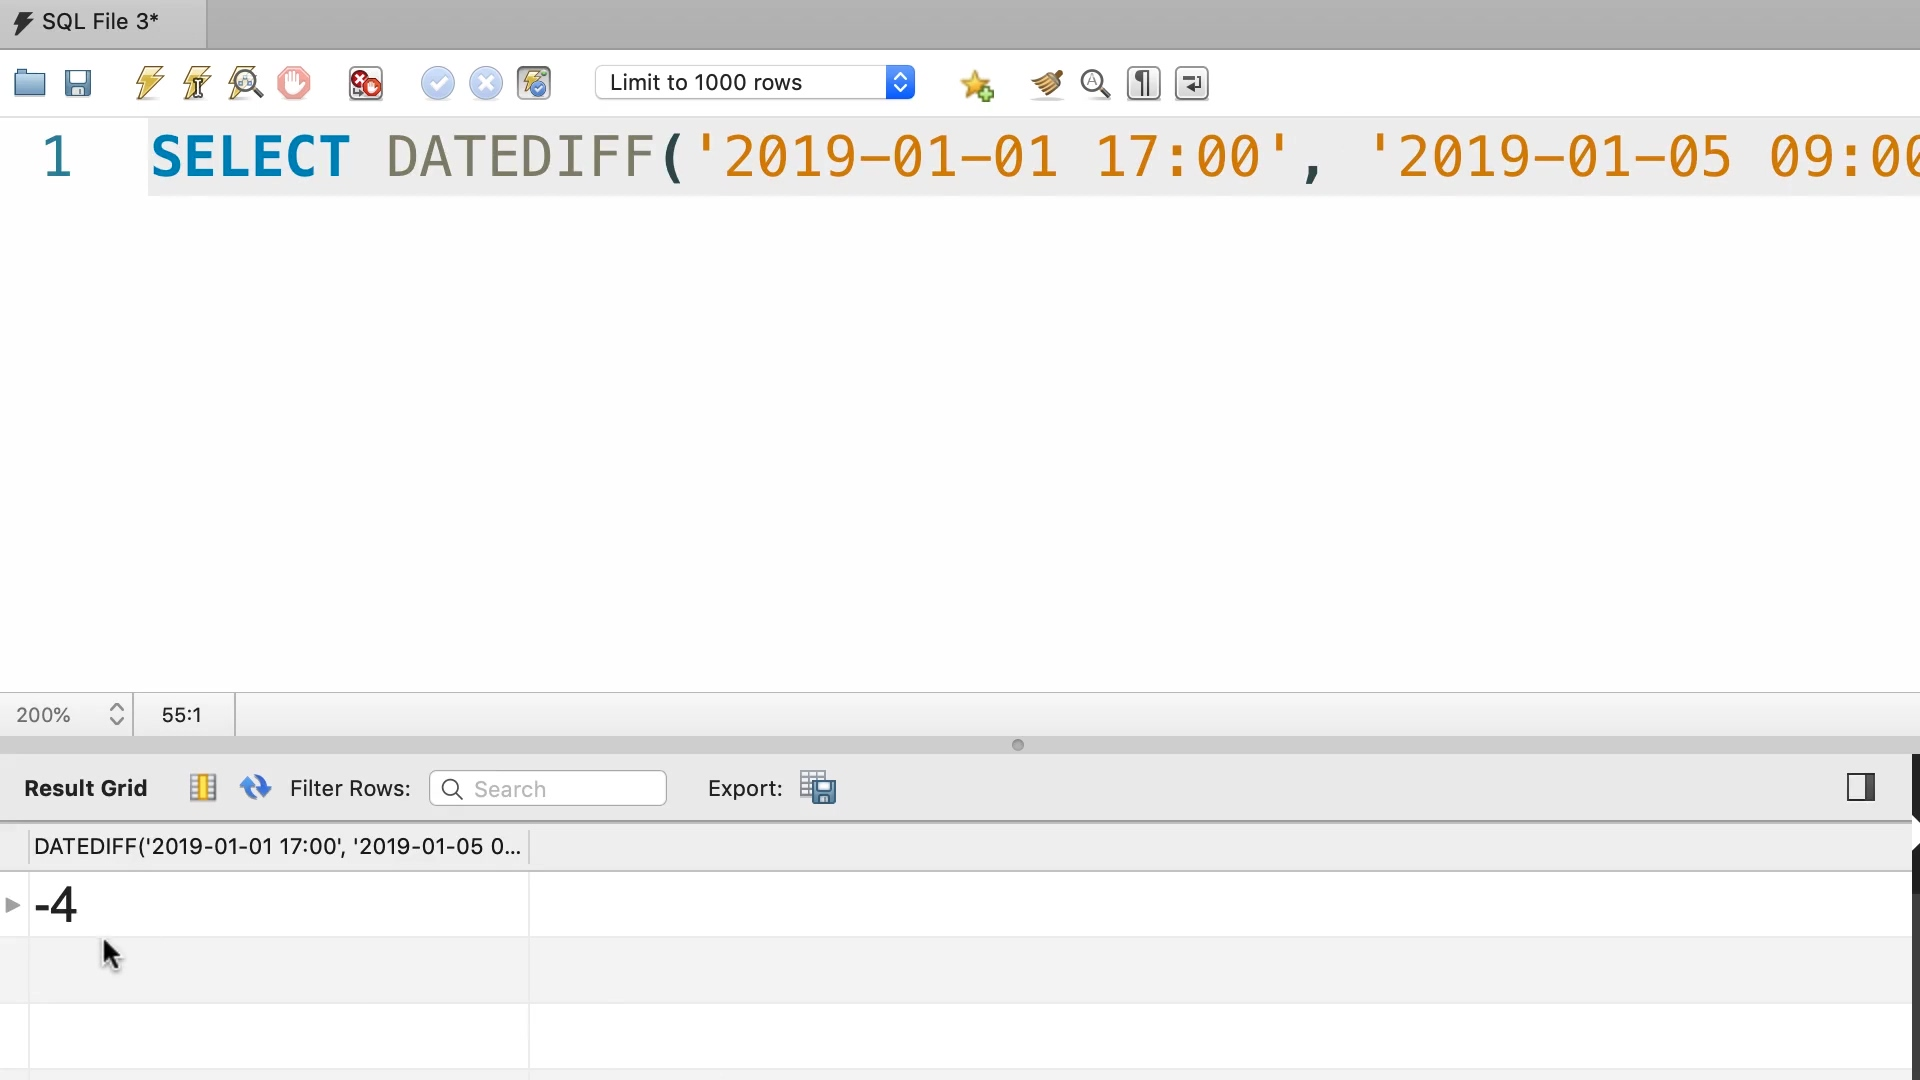 SQL File 3*
Limit to 1000 rows
1 SELECT DATEDIFF('2019-01-01 17:00', '2019-01-05 09:00
200% 55:1
Result Grid Filter Rows: Search Export:
DATEDIFF('2019-01-01 17:00', '2019-01-05 0...
-4